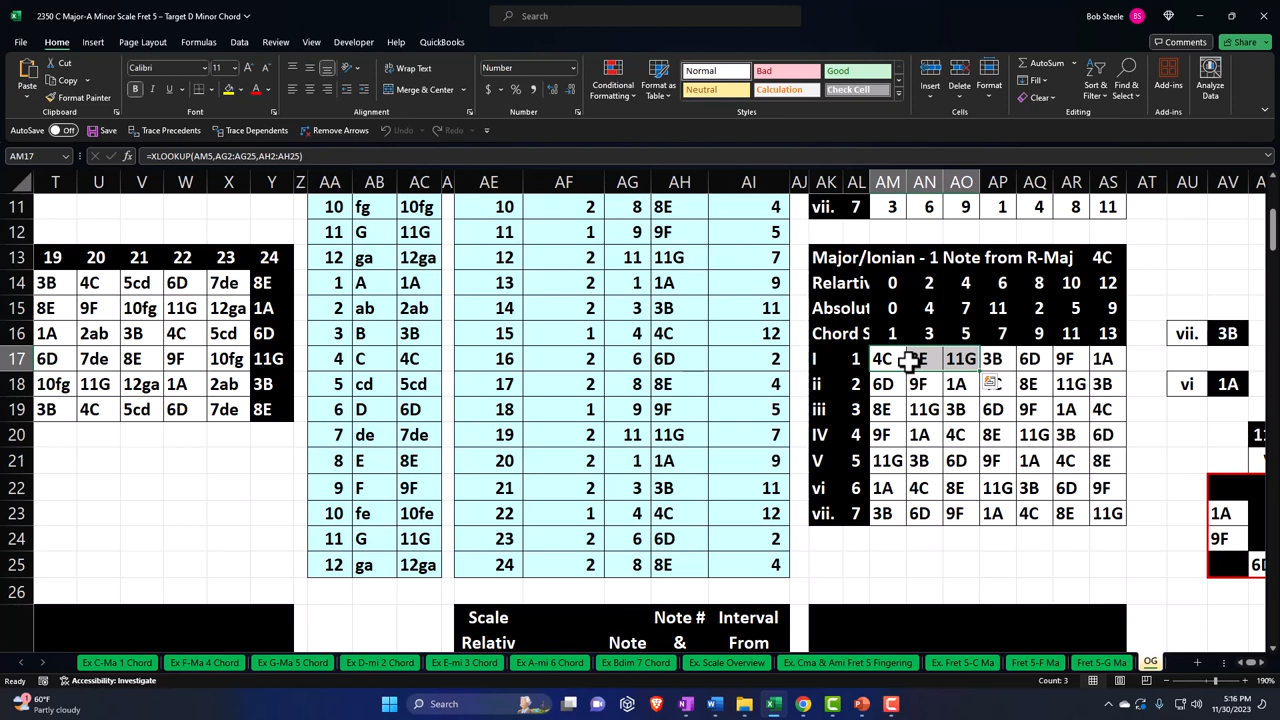 2350 C Major-A Minor Scale Fret 5 – Target D Minor Chord
Search
Bob Steele BS
File Home Insert Page Layout Formulas Data Review View Developer Help QuickBooks Comments Share
Paste Cut Copy Format Painter Clipboard
Calibri 11 Font
Wrap Text Merge & Center Alignment
Number Number
Conditional Formatting Format as Table
Normal Bad Good
Neutral Calculation Check Cell
Styles
Insert Delete Format Cells
AutoSum Fill Clear Sort & Filter Find & Select Editing
Add-ins Add-ins
Analyze Data
AutoSave Off Save Trace Precedents Trace Dependents Remove Arrows Undo Redo
AM17 fx =XLOOKUP(AM5,AG2:AG25,AH2:AH25)
T U V W X Y Z AA AB AC A AE AF AG AH AI AJ AK AL AM AN AO AP AQ AR AS AT AU AV
11 10 fg 10fg 10 2 8 8E 4 vii. 7 3 6 9 1 4 8 11
12 11 G 11G 11 1 9 9F 5
13 19 20 21 22 23 24 12 ga 12ga 12 2 11 11G 7 Major/Ionian - 1 Note from R-Maj 4C
14 3B 4C 5cd 6D 7de 8E 1 A 1A 13 2 1 1A 9 Relartiv 0 2 4 6 8 10 12
15 8E 9F 10fg 11G 12ga 1A 2 ab 2ab 14 2 3 3B 11 Absolut 0 4 7 11 2 5 9
16 1A 2ab 3B 4C 5cd 6D 3 B 3B 15 1 4 4C 12 Chord S 1 3 5 7 9 11 13 vii. 3B
17 6D 7de 8E 9F 10fg 11G 4 C 4C 16 2 6 6D 2 I 1 4C 8E 11G 3B 6D 9F 1A
18 10fg 11G 12ga 1A 2ab 3B 5 cd 5cd 17 2 8 8E 4 ii 2 6D 9F 1A 8E 11G 3B vi 1A
19 3B 4C 5cd 6D 7de 8E 6 D 6D 18 1 9 9F 5 iii 3 8E 11G 3B 6D 9F 1A 4C
20 7 de 7de 19 2 11 11G 7 IV 4 9F 1A 4C 8E 11G 3B 6D
21 8 E 8E 20 2 1 1A 9 V 5 11G 3B 6D 9F 1A 4C 8E
22 9 F 9F 21 2 3 3B 11 vi 6 1A 4C 8E 11G 3B 6D 9F
23 10 fe 10fe 22 1 4 4C 12 vii. 7 3B 6D 9F 1A 4C 8E 11G 1A
24 11 G 11G 23 2 6 6D 2 9F
25 12 ga 12ga 24 2 8 8E 4
26
Scale Note # Interval
Relativ Note & From
Ex C-Ma 1 Chord Ex F-Ma 4 Chord Ex G-Ma 5 Chord Ex D-mi 2 Chord Ex E-mi 3 Chord Ex A-mi 6 Chord Ex Bdim 7 Chord Ex. Scale Overview Ex. Cma & Ami Fret 5 Fingering Ex. Fret 5-C Ma Fret 5-F Ma Fret 5-G Ma OG
Ready Accessibility: Investigate Count: 3 190%
60°F
Partly cloudy
Search
5:16 PM
11/30/2023